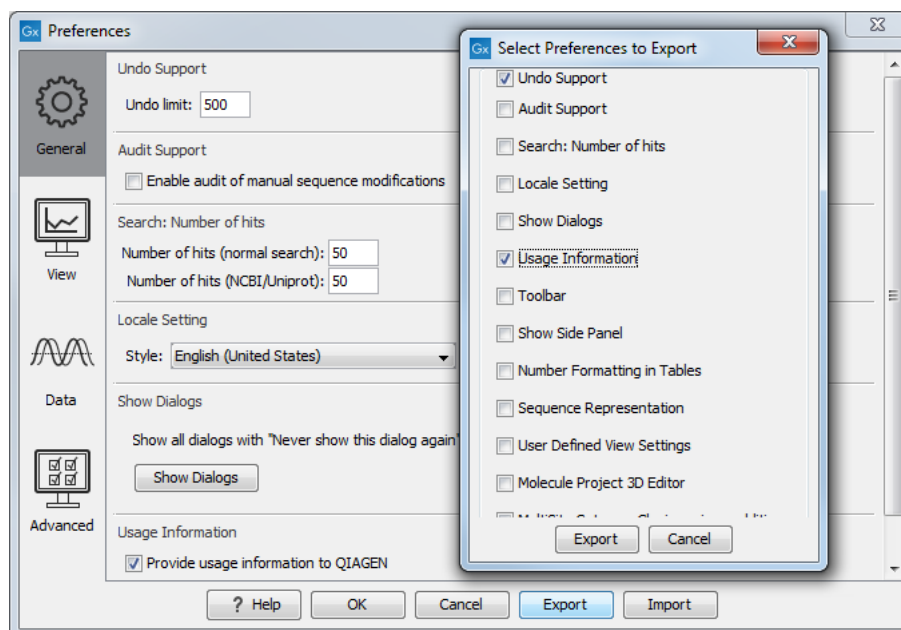 Gx Preferences
General
View
Data
Advanced
Undo Support
Undo limit: 500
Audit Support
Enable audit of manual sequence modifications
Search: Number of hits
Number of hits (normal search): 50
Number of hits (NCBI/Uniprot): 50
Locale Setting
Style: English (United States)
Show Dialogs
Show all dialogs with "Never show this dialog again"
Show Dialogs
Usage Information
Provide usage information to QIAGEN
? Help OK Cancel Export Import
Gx Select Preferences to Export
Undo Support
Audit Support
Search: Number of hits
Locale Setting
Show Dialogs
Usage Information
Toolbar
Show Side Panel
Number Formatting in Tables
Sequence Representation
User Defined View Settings
Molecule Project 3D Editor
Export Cancel